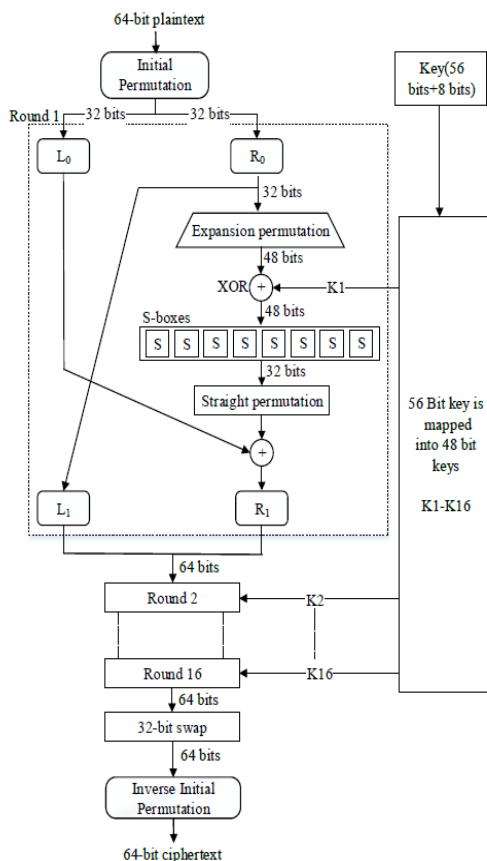 64-bit plaintext
Initial
Permutation
Key(56
bits+8 bits)
Round 1
32 bits
32 bits
L0
R0
32 bits
Expansion permutation
48 bits
XOR
+
K1
48 bits
S-boxes
S S S S S S S S
32 bits
Straight permutation
+
56 Bit key is
mapped
into 48 bit
keys
K1-K16
L1
R1
64 bits
Round 2
K2
Round 16
K16
64 bits
32-bit swap
64 bits
Inverse Initial
Permutation
64-bit ciphertext